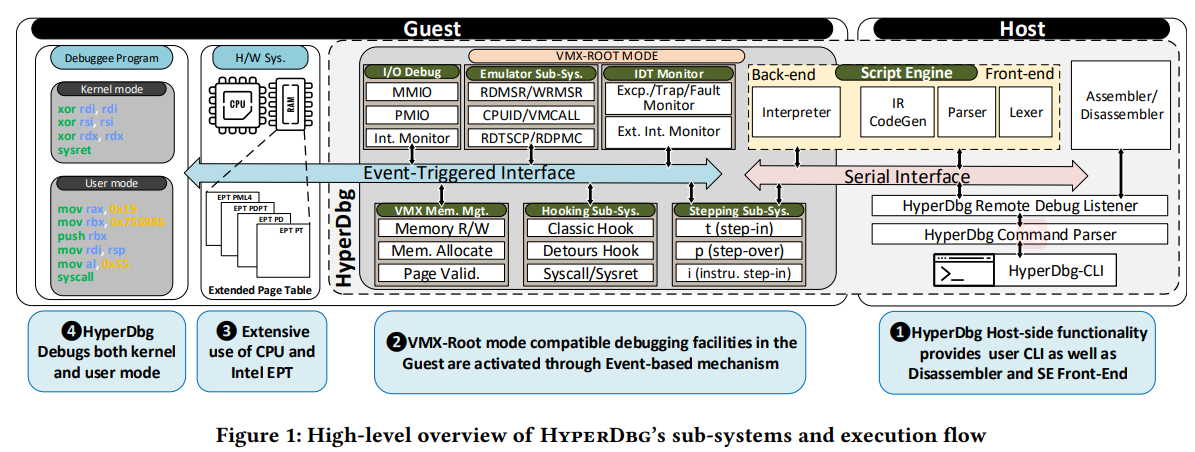 Guest
Host
Debuggee Program
Kernel mode
xor rdi, rdi
xor rsi, rsi
xor rdx, rdx
sysret
User mode
mov rax, 0x15
push rbx
mov rdi, rsp
mov al, 0x55
syscall
H/W Sys.
CPU
RAM
EPT PML4
EPT PDPT
EPT PD
EPT PT
Extended Page Table
HyperDbg
VMX-ROOT MODE
I/O Debug
MMIO
PMIO
Int. Monitor
Emulator Sub-Sys.
RDMSR/WRMSR
CPUID/VMCALL
RDTSCP/RDPMC
IDT Monitor
Excp./Trap/Fault
Monitor
Ext. Int. Monitor
Event-Triggered Interface
VMX Mem. Mgt.
Memory R/W
Mem. Allocate
Page Valid.
Hooking Sub-Sys.
Classic Hook
Detours Hook
Syscall/Sysret
Stepping Sub-Sys.
t (step-in)
p (step-over)
i (instru. step-in)
Back-end
Script Engine
Front-end
Interpreter
IR
CodeGen
Parser
Lexer
Assembler/
Disassembler
Serial Interface
HyperDbg Remote Debug Listener
HyperDbg Command Parser
HyperDbg-CLI
4 HyperDbg
Debugs both kernel
and user mode
3 Extensive
use of CPU and
Intel EPT
2 VMX-Root mode compatible debugging facilities in the
Guest are activated through Event-based mechanism
1 HyperDbg Host-side functionality
provides user CLI as well as
Disassembler and SE Front-End
Figure 1: High-level overview of HyperDbg's sub-systems and execution flow